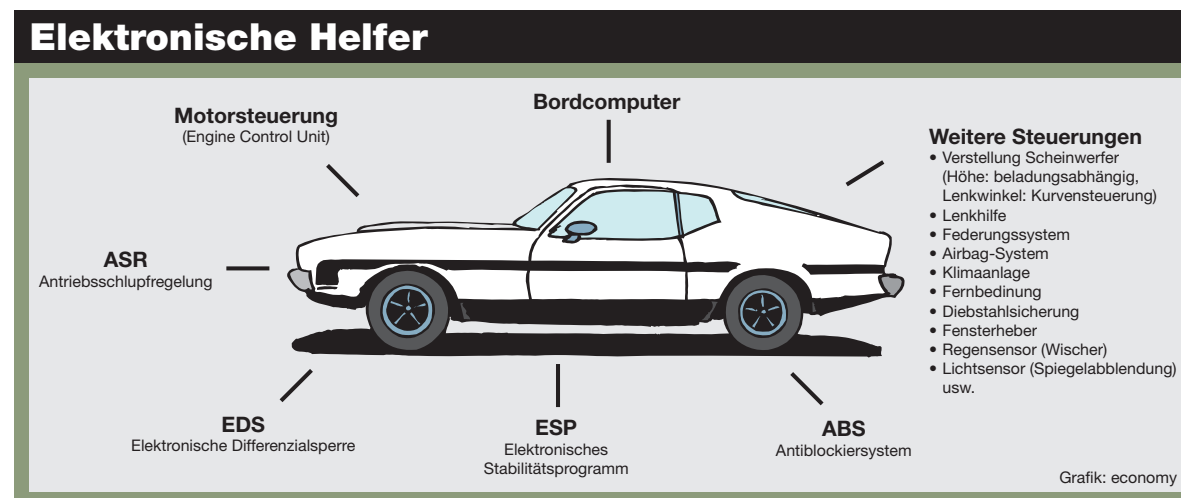 Elektronische Helfer
Motorsteuerung
(Engine Control Unit)
Bordcomputer
Weitere Steuerungen
• Verstellung Scheinwerfer
(Höhe: beladungsabhängig,
Lenkwinkel: Kurvensteuerung)
• Lenkhilfe
• Federungssystem
• Airbag-System
• Klimaanlage
• Fernbedinung
• Diebstahlsicherung
• Fensterheber
• Regensensor (Wischer)
• Lichtsensor (Spiegelabblendung)
usw.
ASR
Antriebsschlupfregelung
EDS
Elektronische Differenzialsperre
ESP
Elektronisches
Stabilitätsprogramm
ABS
Antiblockiersystem
Grafik: economy